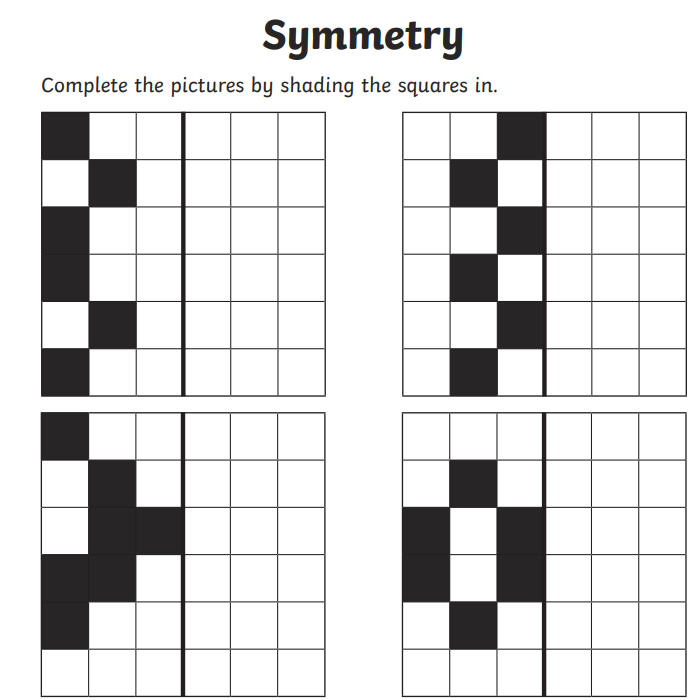 Symmetry
Complete the pictures by shading the squares in.